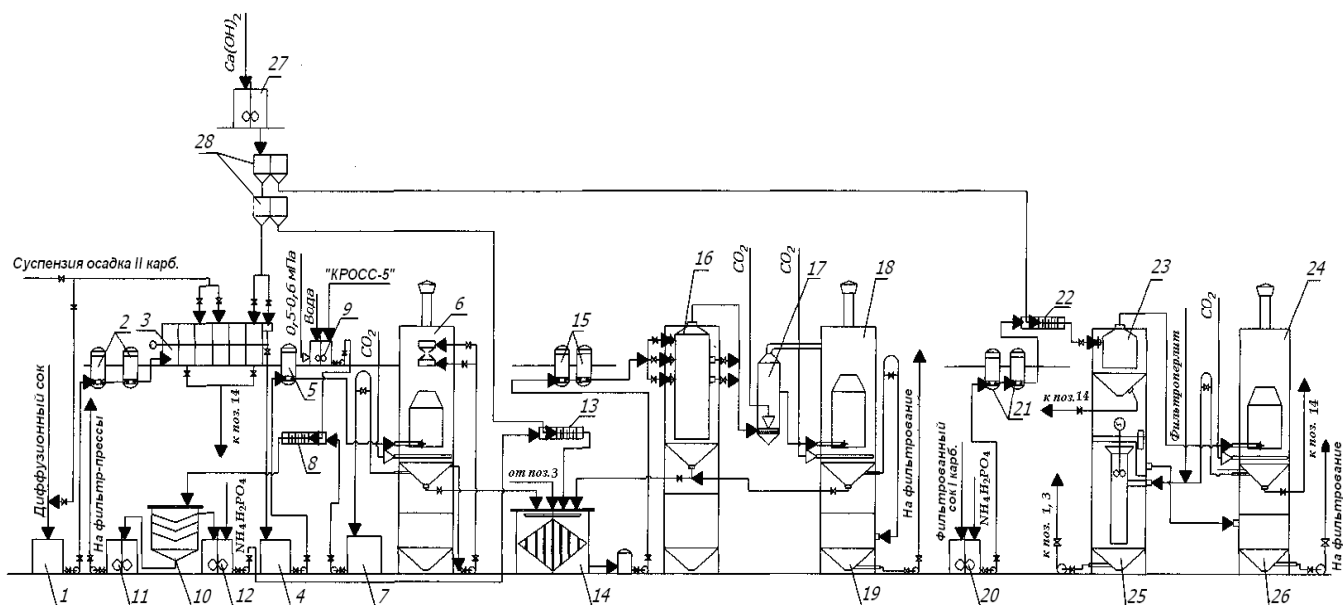 Ca(OH)2
27
28
Суспензия осадка II карб.
0,5-0,6 мПа
Вода
"КРОСС-5"
9
CO2
6
2
3
5
к поз. 14
8
Диффузионный сок
На фильтр-прессы
NH4H2PO4
1
11
10
12
4
7
15
13
от поз.3
14
16
CO2
CO2
17
18
На фильтрование
19
22
21
к поз.14
Фильтрованный
сок I карб.
NH4H2PO4
20
23
Фильтроперлит
к поз. 1, 3
25
CO2
24
к поз. 14
На фильтрование
26